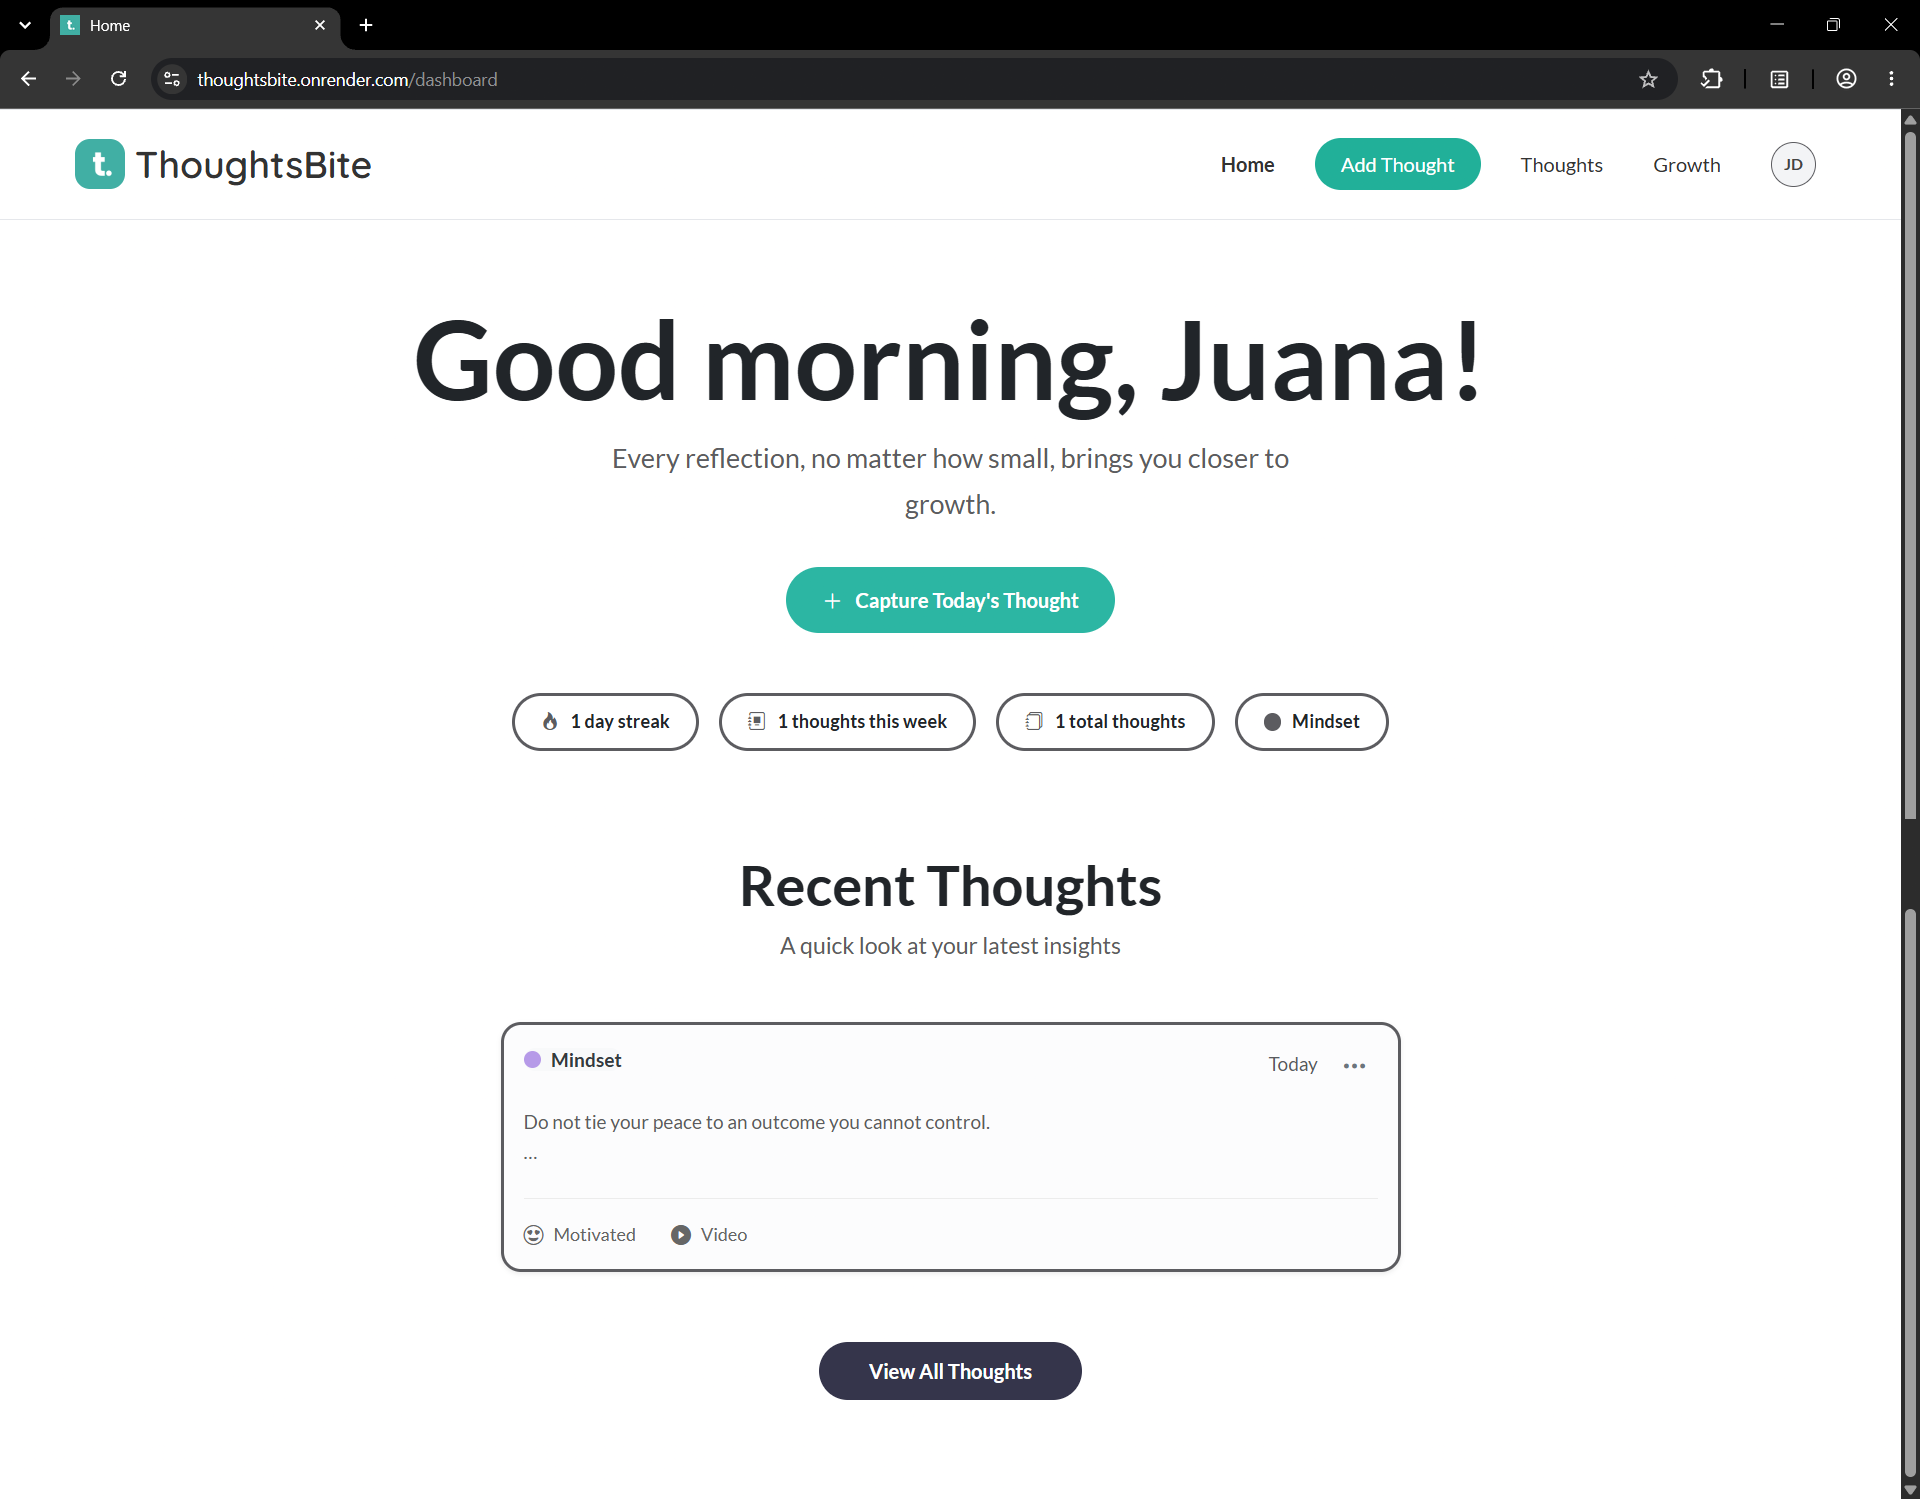 Home
thoughtsbite.onrender.com/dashboard
t. ThoughtsBite
Home
Add Thought
Thoughts
Growth
JD
Good morning, Juana!
Every reflection, no matter how small, brings you closer to
growth.
+ Capture Today's Thought
1 day streak
1 thoughts this week
1 total thoughts
Mindset
Recent Thoughts
A quick look at your latest insights
Mindset
Today
Do not tie your peace to an outcome you cannot control.
...
Motivated
Video
View All Thoughts